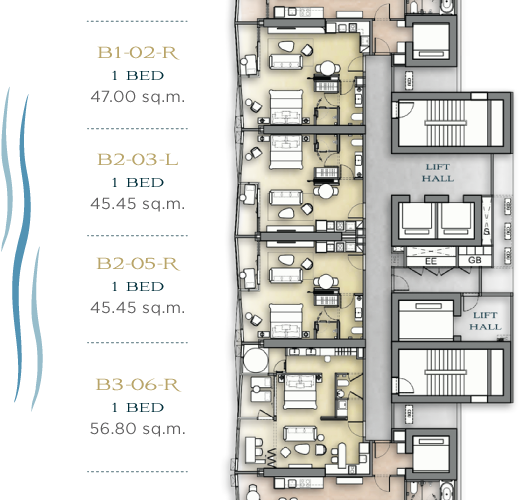 B1-02-R
1 BED
47.00 sq.m.
B2-03-L
1 BED
45.45 sq.m.
B2-05-R
1 BED
45.45 sq.m.
B3-06-R
1 BED
56.80 sq.m.
LIFT
HALL
S
EE
GB
LIFT
HALL